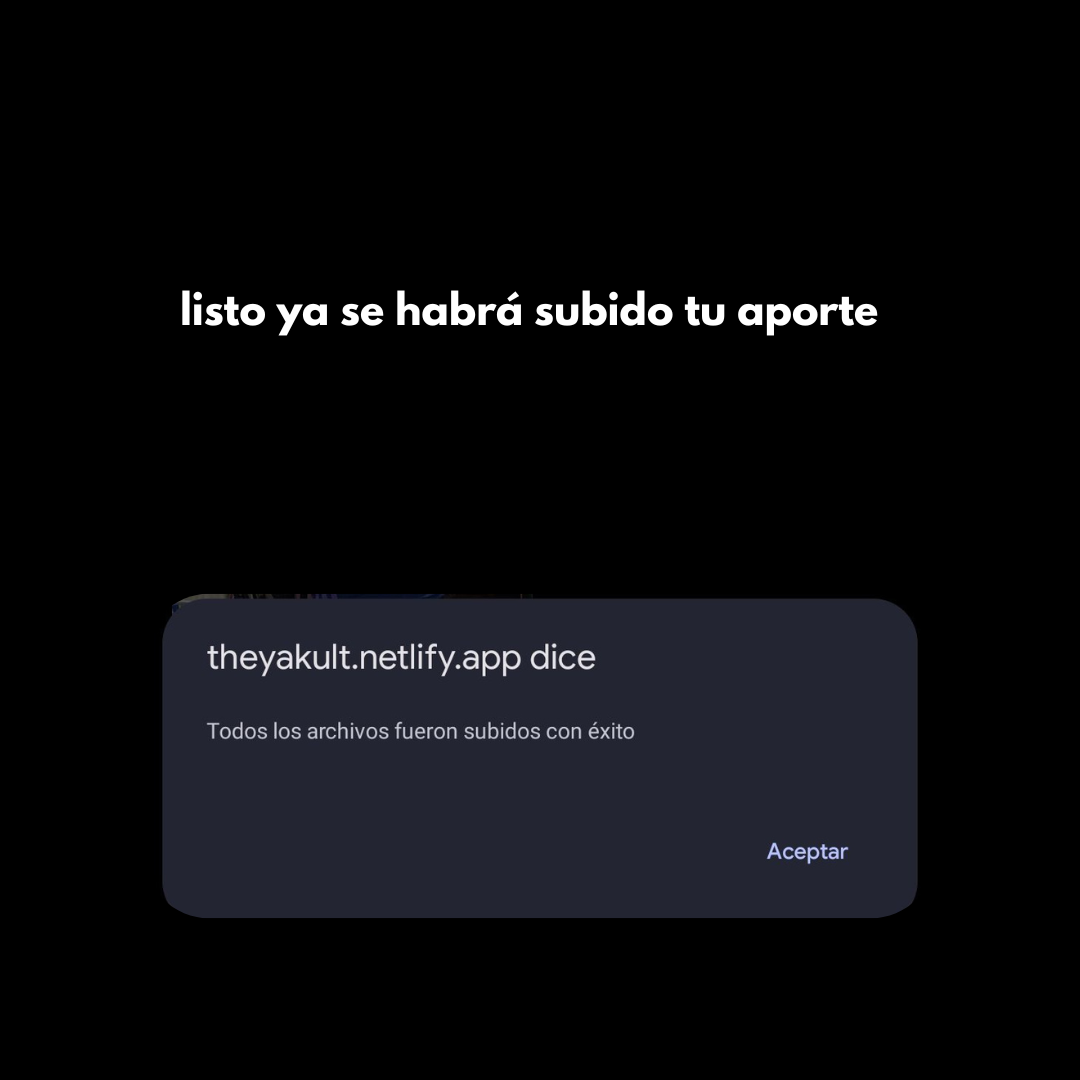 listo ya se habrá subido tu aporte
theyakult.netlify.app dice
Todos los archivos fueron subidos con éxito
Aceptar